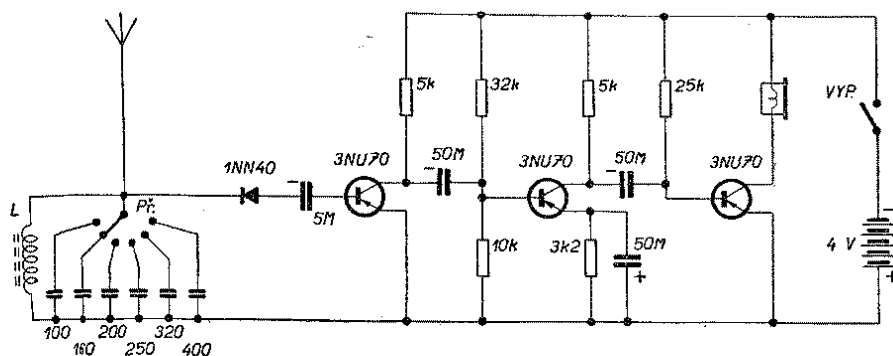 5k
32k
5k
25k
VYP.
1NN40
3NU70
50M
3NU70
50M
3NU70
5M
L
Př.
10k
3k2
50M
+
4 V
+
100
160
200
250
320
400